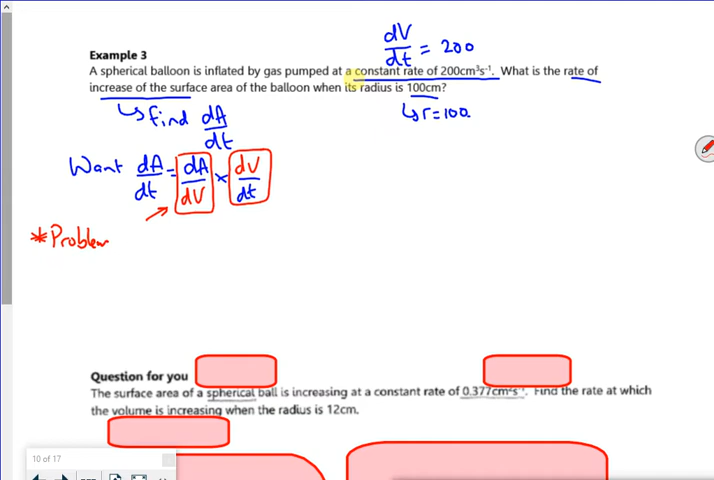 dV/dt = 200
Example 3
A spherical balloon is inflated by gas pumped at a constant rate of 200cm³s⁻¹. What is the rate of
increase of the surface area of the balloon when its radius is 100cm?
↳ find dA/dt
↳ r=100
Want dA/dt = dA/dV × dV/dt
*Problem
Question for you
The surface area of a spherical ball is increasing at a constant rate of 0.377cm²s⁻¹. Find the rate at which
the volume is increasing when the radius is 12cm.
10 of 17